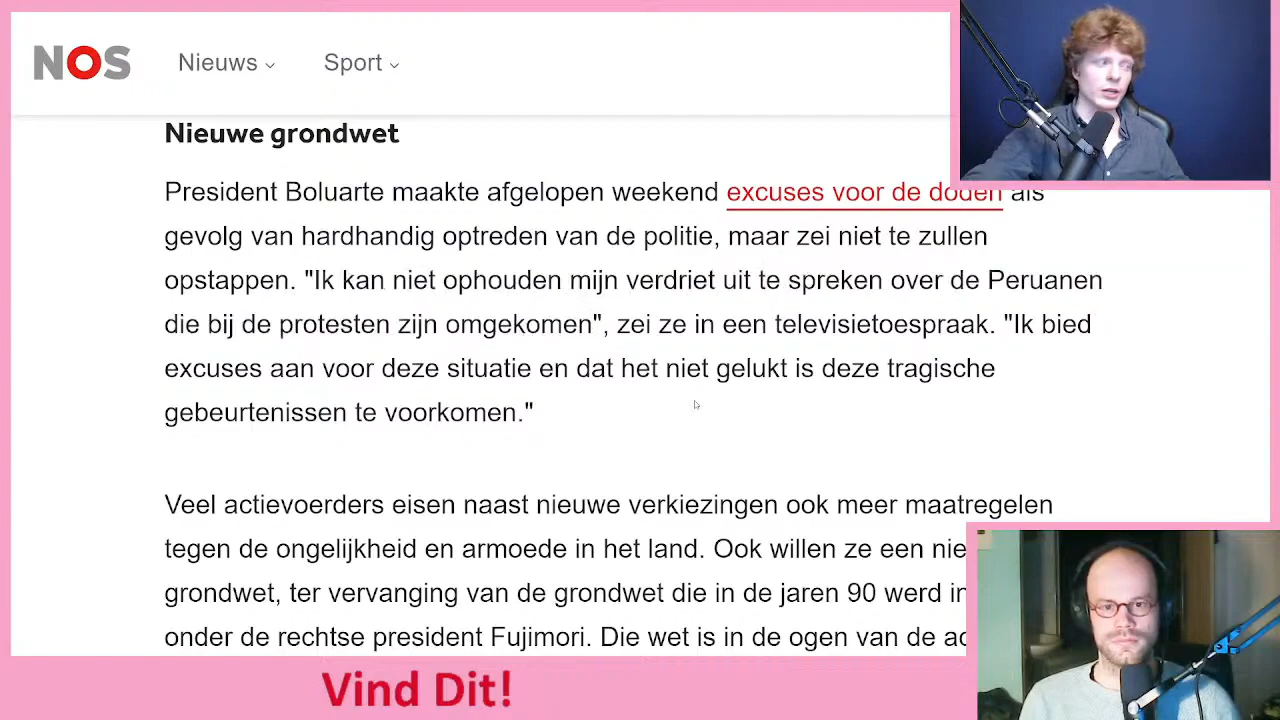 NOS Nieuws Sport
Nieuwe grondwet
President Boluarte maakte afgelopen weekend excuses voor de doden als
gevolg van hardhandig optreden van de politie, maar zei niet te zullen
opstappen. "Ik kan niet ophouden mijn verdriet uit te spreken over de Peruanen
die bij de protesten zijn omgekomen", zei ze in een televisietoespraak. "Ik bied
excuses aan voor deze situatie en dat het niet gelukt is deze tragische
gebeurtenissen te voorkomen."
Veel actievoerders eisen naast nieuwe verkiezingen ook meer maatregelen
tegen de ongelijkheid en armoede in het land. Ook willen ze een
grondwet, ter vervanging van de grondwet die in de jaren 90 werd
onder de rechtse president Fujimori. Die wet is in de ogen van de
Vind Dit!